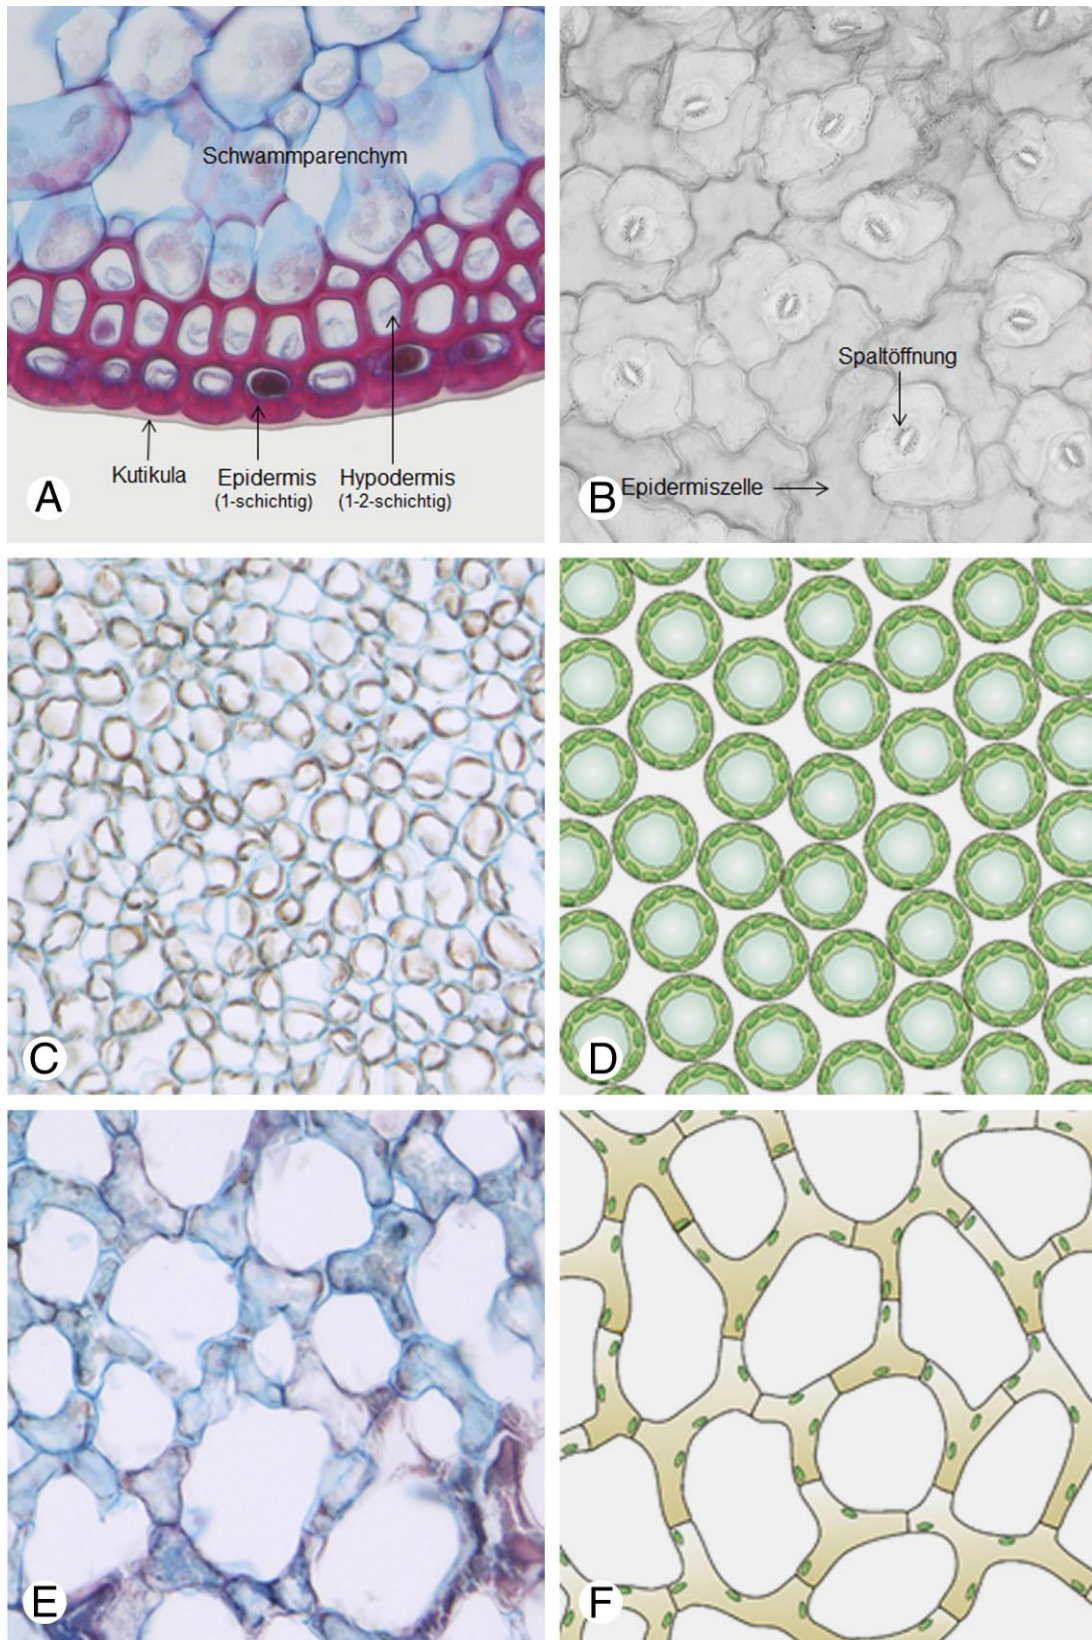 Schwammparenchym
Kutikula
Epidermis
(1-schichtig)
Hypodermis
(1-2-schichtig)
A
Spaltöffnung
Epidermiszelle
B
C
D
E
F